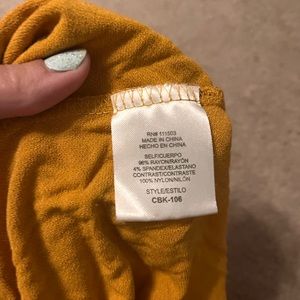 RN# 111503
MADE IN CHINA
HECHO EN CHINA
SELF/CUERPO
96% RAYON/RAYÓN
4% SPANDEX/ELASTANO
CONTRAST/CONTRASTE
100% NYLON/NILÓN
STYLE/ESTILO
CBK-106